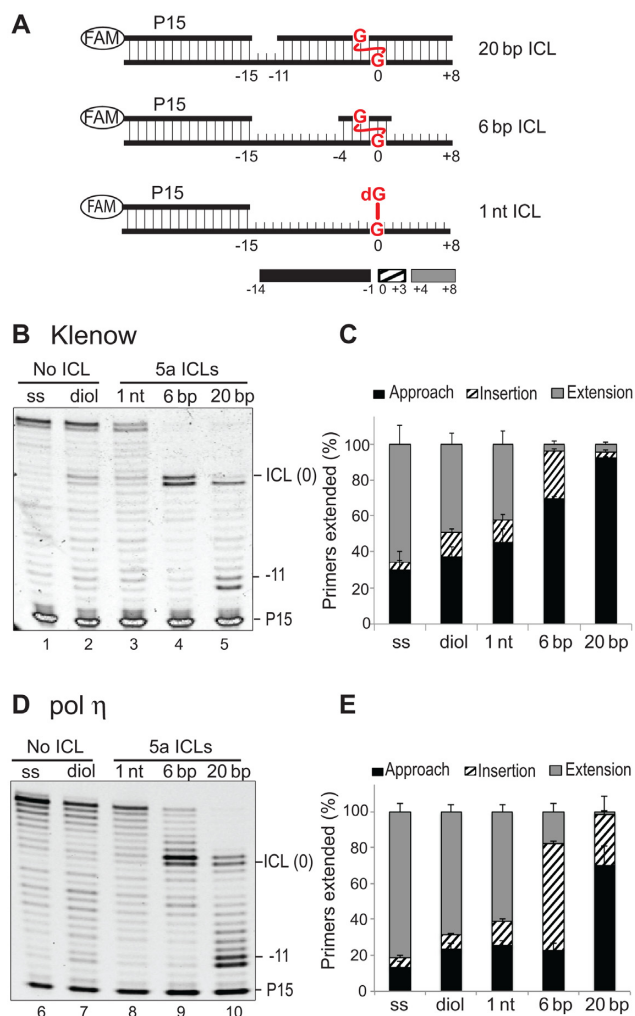 A
FAM P15 G G 20 bp ICL
-15 -11 0 +8
FAM P15 G G 6 bp ICL
-15 -4 0 +8
dG
FAM P15 G 1 nt ICL
-15 0 +8
-14 -1 0 +3 +4 +8
B Klenow
No ICL 5a ICLs
ss diol 1 nt 6 bp 20 bp
ICL (0)
-11
P15
1 2 3 4 5
C
Approach Insertion Extension
Primers extended (%)
100
80
60
40
20
0
ss diol 1 nt 6 bp 20 bp
D pol η
No ICL 5a ICLs
ss diol 1 nt 6 bp 20 bp
ICL (0)
-11
P15
6 7 8 9 10
E
Approach Insertion Extension
Primers extended (%)
100
80
60
40
20
0
ss diol 1 nt 6 bp 20 bp